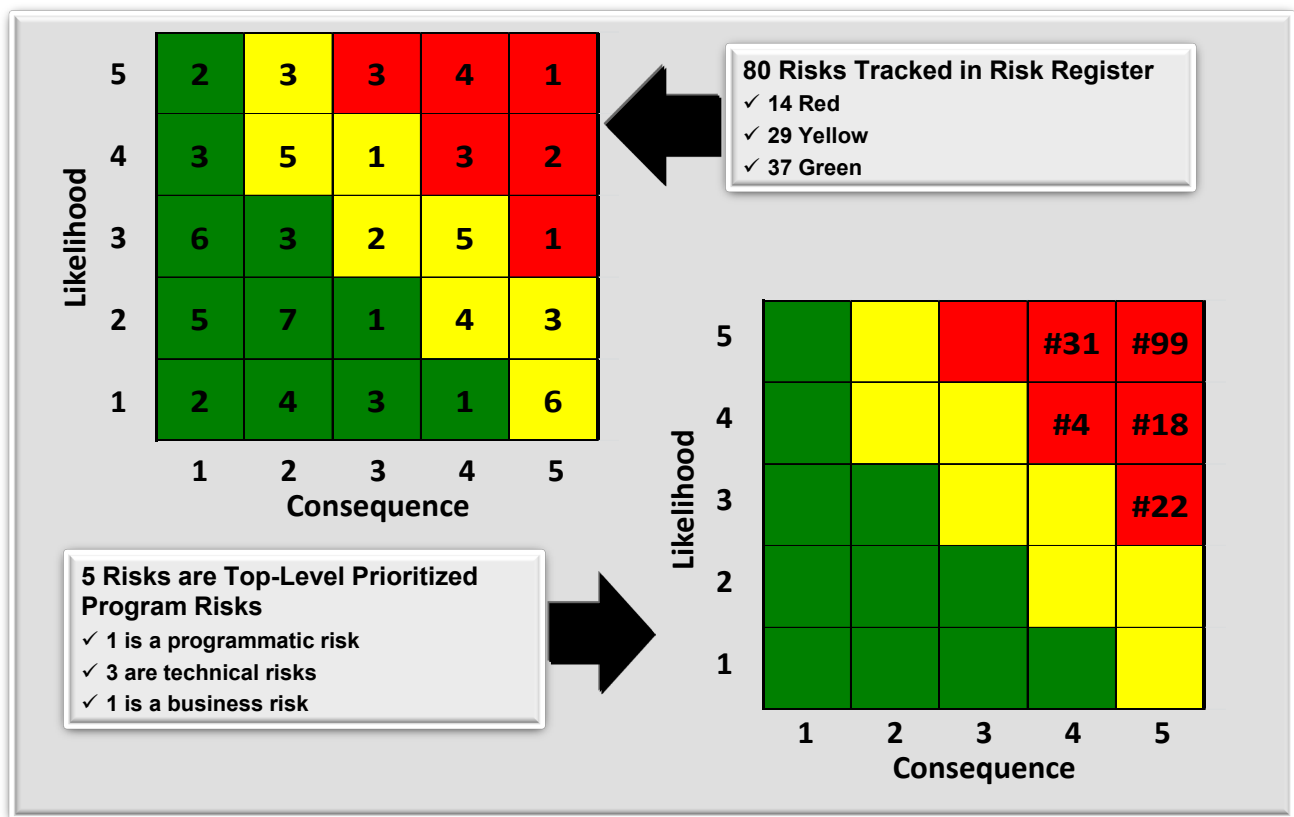 5 2 3 3 4 1
4 3 5 1 3 2
3 6 3 2 5 1
2 5 7 1 4 3
1 2 4 3 1 6
1 2 3 4 5
Likelihood
Consequence
80 Risks Tracked in Risk Register
✓ 14 Red
✓ 29 Yellow
✓ 37 Green
5 Risks are Top-Level Prioritized
Program Risks
✓ 1 is a programmatic risk
✓ 3 are technical risks
✓ 1 is a business risk
5 #31 #99
4 #4 #18
3 #22
2
1
1 2 3 4 5
Likelihood
Consequence